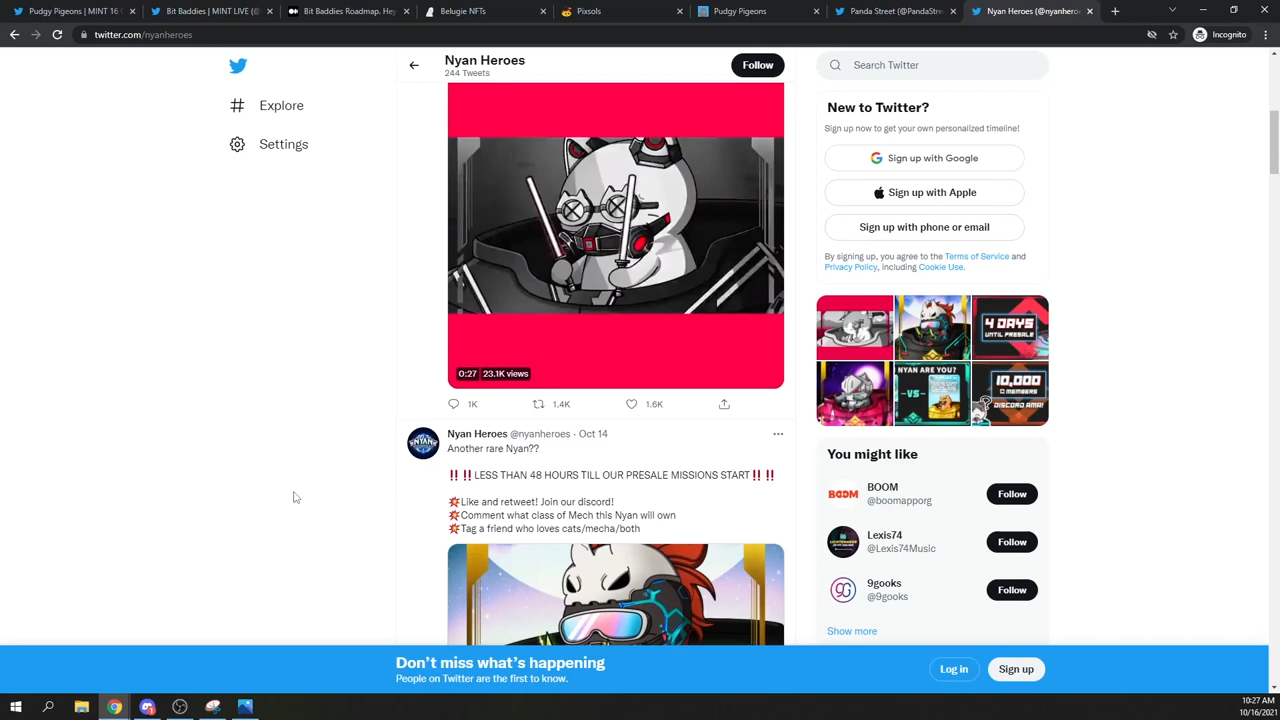 Pudgy Pigeons | MINT 16
Bit Baddies | MINT LIVE (@
Bit Baddies Roadmap. Hey
Belugie NFTs
Pixsols
Pudgy Pigeons
Panda Street (@PandaStre
Nyan Heroes (@nyanheroes
twitter.com/nyanheroes
Incognito
Explore
Settings
Nyan Heroes
244 Tweets
Follow
0:27 23.1K views
1K 1.4K 1.6K
Nyan Heroes @nyanheroes · Oct 14
Another rare Nyan??
‼️ ‼️LESS THAN 48 HOURS TILL OUR PRESALE MISSIONS START‼️ ‼️
💥Like and retweet! Join our discord!
💥Comment what class of Mech this Nyan will own
💥Tag a friend who loves cats/mecha/both
Search Twitter
New to Twitter?
Sign up now to get your own personalized timeline!
Sign up with Google
Sign up with Apple
Sign up with phone or email
By signing up, you agree to the Terms of Service and
Privacy Policy, including Cookie Use.
4 DAYS
UNTIL PRESALE
NYAN ARE YOU?
-VS-
10,000
MEMBERS
DISCORD AMA!
You might like
BOOM
@boomapporg
Follow
Lexis74
@Lexis74Music
Follow
9gooks
@9gooks
Follow
Show more
Don't miss what's happening
People on Twitter are the first to know.
Log in
Sign up
10:27 AM
10/16/2021